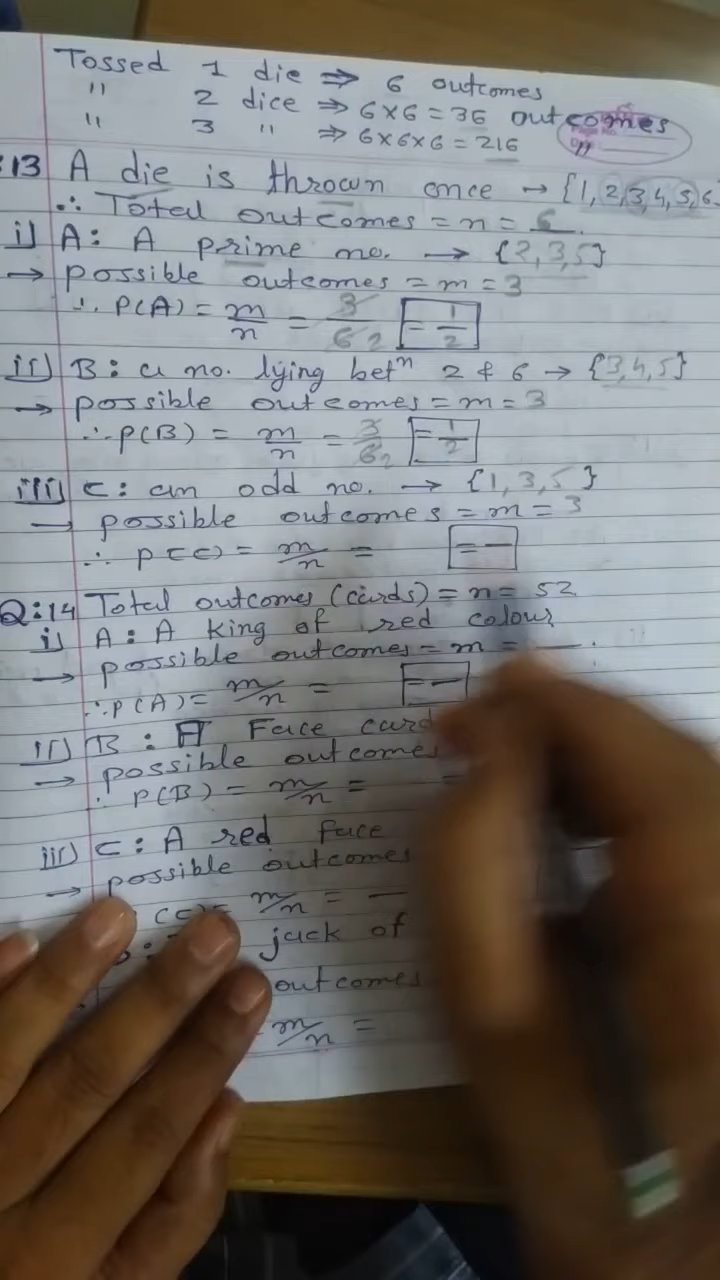 Tossed 1 die ⇒ 6 outcomes
" 2 dice ⇒ 6×6 = 36 outcomes
" 3 " ⇒ 6×6×6 = 216 "
:13 A die is thrown once → {1,2,3,4,5,6
∴ Total outcomes = n = 6.
i) A: A prime no. → {2,3,5}
→ possible outcomes = m = 3
∴ P(A) = m/n = 3/6 2 = 1/2
ii) B: a no. lying betⁿ 2 & 6 → {3,4,5}
→ possible outcomes = m = 3
∴ P(B) = m/n = 3/6 2 = 1/2
iii) C: an odd no. → {1,3,5}
→ possible outcomes = m = 3
∴ P(C) = m/n = = —
Q:14 Total outcomes (cards) = n = 52
i) A: A king of red colour
→ possible outcomes = m = —.
∴ P(A) = m/n = = —
ii) B: A Face card
→ possible outcomes
∴ P(B) = m/n = =
iii) C: A red face
→ possible outcomes
(C) = m/n = —
jack of
outcomes
m/n =